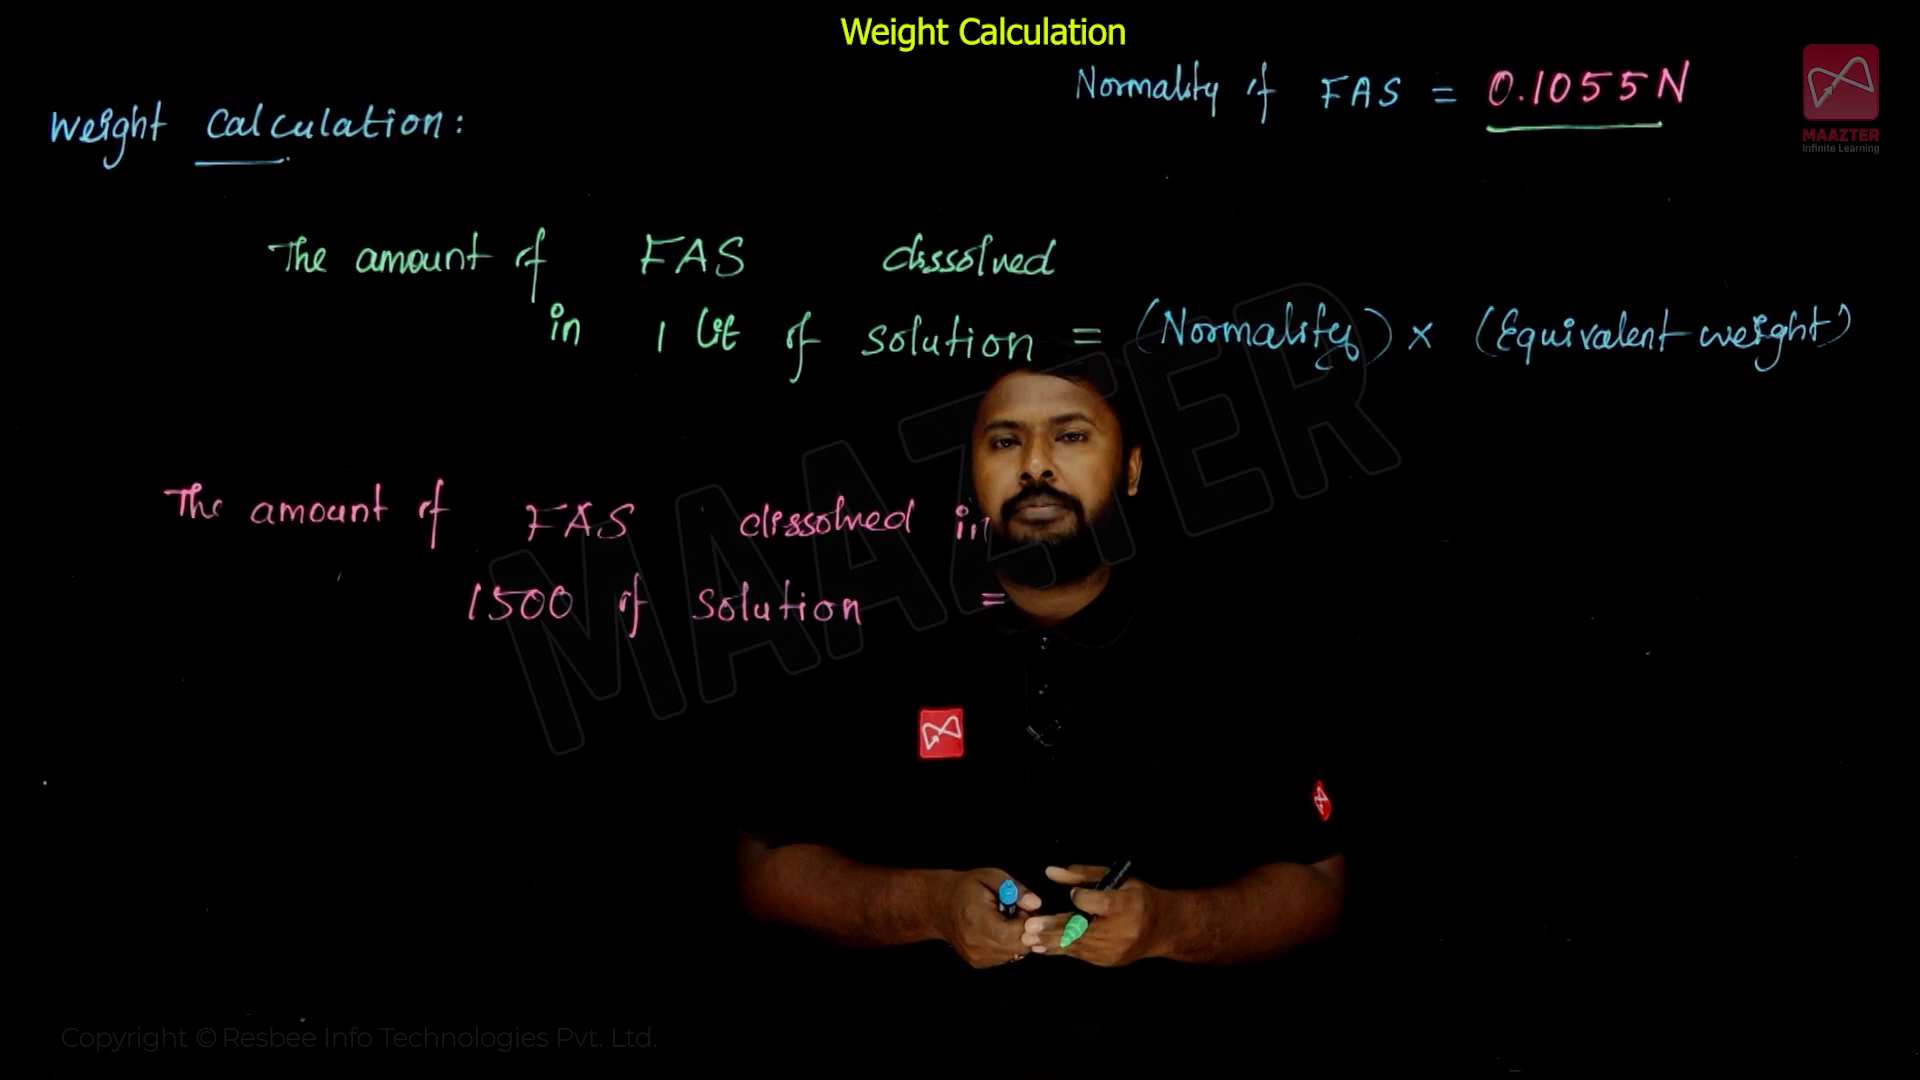 Weight Calculation
Normality of FAS = 0.1055N
MAAZTER
Infinite Learning
Weight Calculation:
The amount of FAS dissolved
in 1 lit of solution = (Normality) × (Equivalent weight)
The amount of FAS dissolved in
1500 of solution =
MAAZTER
Copyright © Resbee Info Technologies Pvt. Ltd.